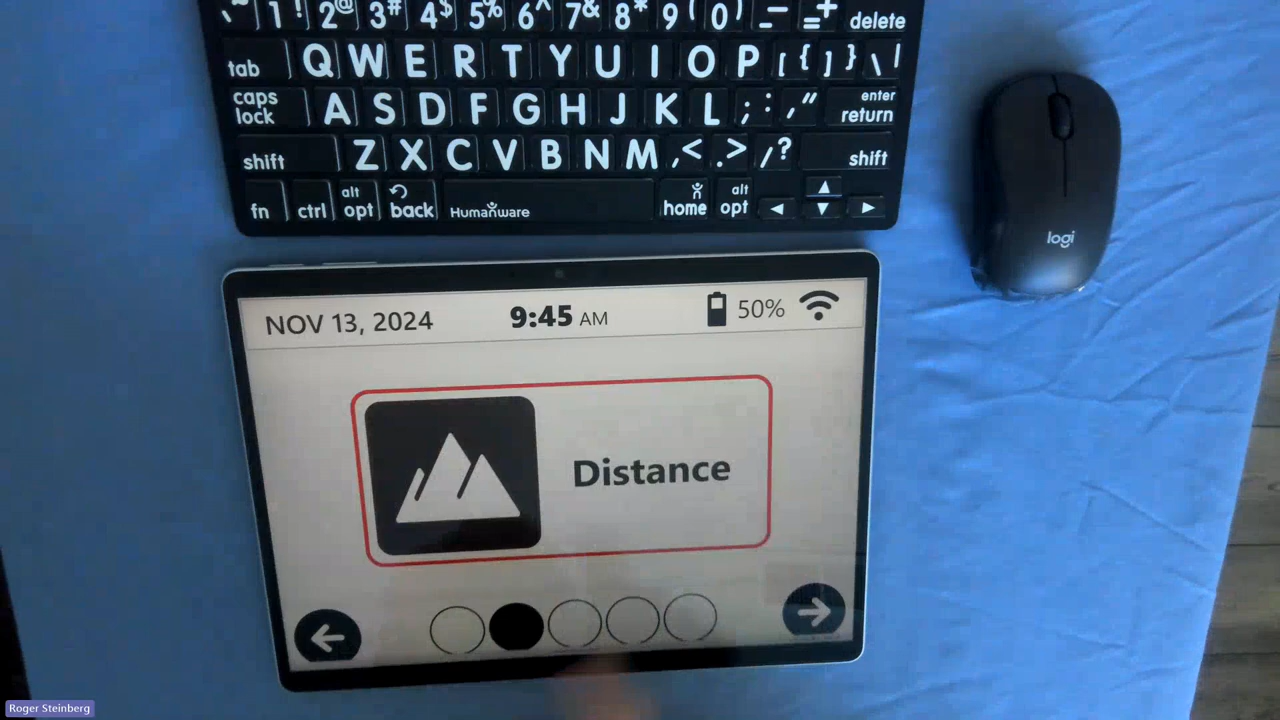 ~ ` 1 ! 2 @ 3 # 4 $ 5 % 6 ^ 7 & 8 * 9 ( 0 ) - _ = + delete
tab Q W E R T Y U I O P [ { ] } \ |
caps lock A S D F G H J K L ; : , " enter return
shift Z X C V B N M , < . > / ? shift
fn ctrl alt opt back HumanWare home alt opt
logi
NOV 13, 2024 9:45 AM 50%
Distance
Roger Steinberg